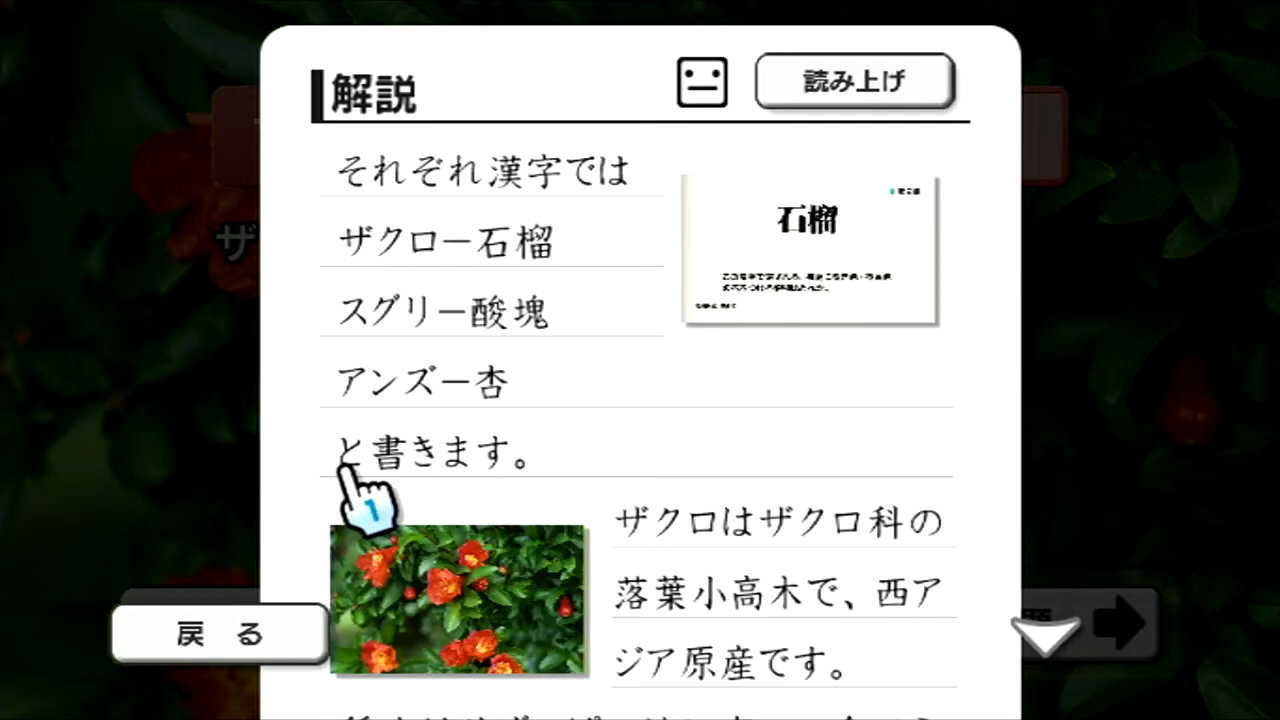 解説
読み上げ
それぞれ漢字では
ザクロー石榴
スグリー酸塊
アンズー杏
と書きます。
石榴
ザクロはザクロ科の
落葉小高木で、西ア
ジア原産です。
戻る
1
ザ